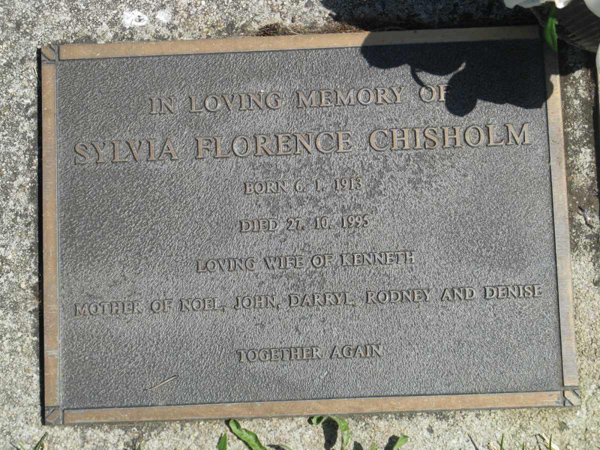 IN LOVING MEMORY OF
SYLVIA FLORENCE CHISHOLM
BORN 6. 1. 1913
DIED 27. 10. 1995
LOVING WIFE OF KENNETH
MOTHER OF NOEL, JOHN, DARRYL, RODNEY AND DENISE
TOGETHER AGAIN